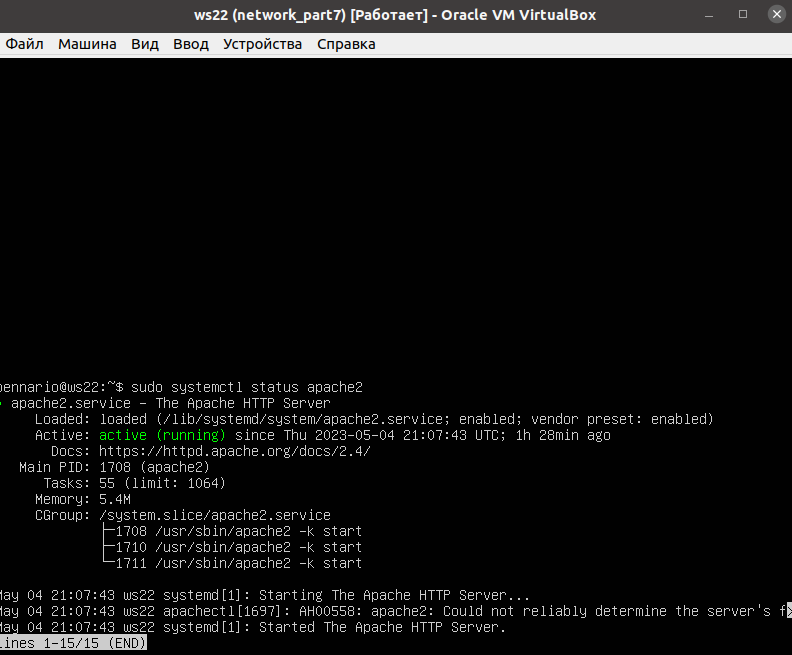 ws22 (network_part7) [Работает] - Oracle VM VirtualBox
Файл Машина Вид Ввод Устройства Справка
pennario@ws22:~$ sudo systemctl status apache2
● apache2.service - The Apache HTTP Server
Loaded: loaded (/lib/systemd/system/apache2.service; enabled; vendor preset: enabled)
Active: active (running) since Thu 2023-05-04 21:07:43 UTC; 1h 28min ago
Docs: https://httpd.apache.org/docs/2.4/
Main PID: 1708 (apache2)
Tasks: 55 (limit: 1064)
Memory: 5.4M
CGroup: /system.slice/apache2.service
├─1708 /usr/sbin/apache2 -k start
├─1710 /usr/sbin/apache2 -k start
└─1711 /usr/sbin/apache2 -k start
May 04 21:07:43 ws22 systemd[1]: Starting The Apache HTTP Server...
May 04 21:07:43 ws22 apachectl[1697]: AH00558: apache2: Could not reliably determine the server's f>
May 04 21:07:43 ws22 systemd[1]: Started The Apache HTTP Server.
lines 1-15/15 (END)